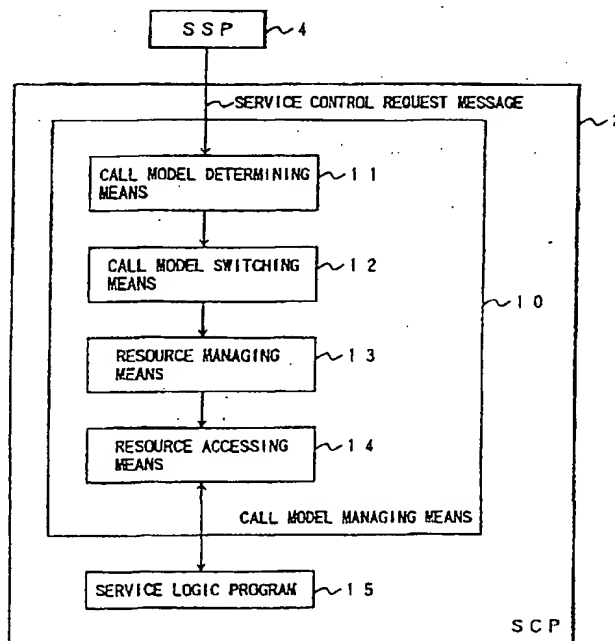 SSP 4
SERVICE CONTROL REQUEST MESSAGE
CALL MODEL DETERMINING
MEANS
11
CALL MODEL SWITCHING
MEANS
12
10
RESOURCE MANAGING
MEANS
13
RESOURCE ACCESSING
MEANS
14
CALL MODEL MANAGING MEANS
SERVICE LOGIC PROGRAM 15
SCP